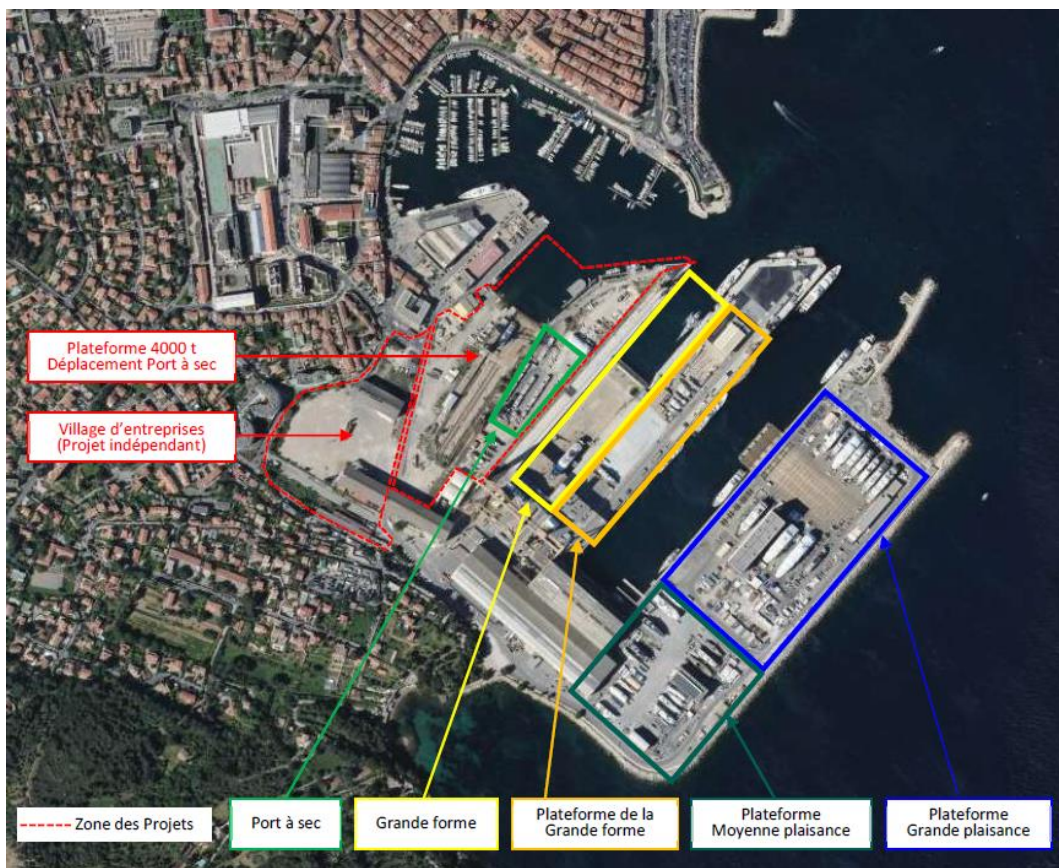 Plateforme 4000 t
Déplacement Port à sec
Village d'entreprises
(Projet indépendant)
Zone des Projets
Port à sec
Grande forme
Plateforme de la
Grande forme
Plateforme
Moyenne plaisance
Plateforme
Grande plaisance